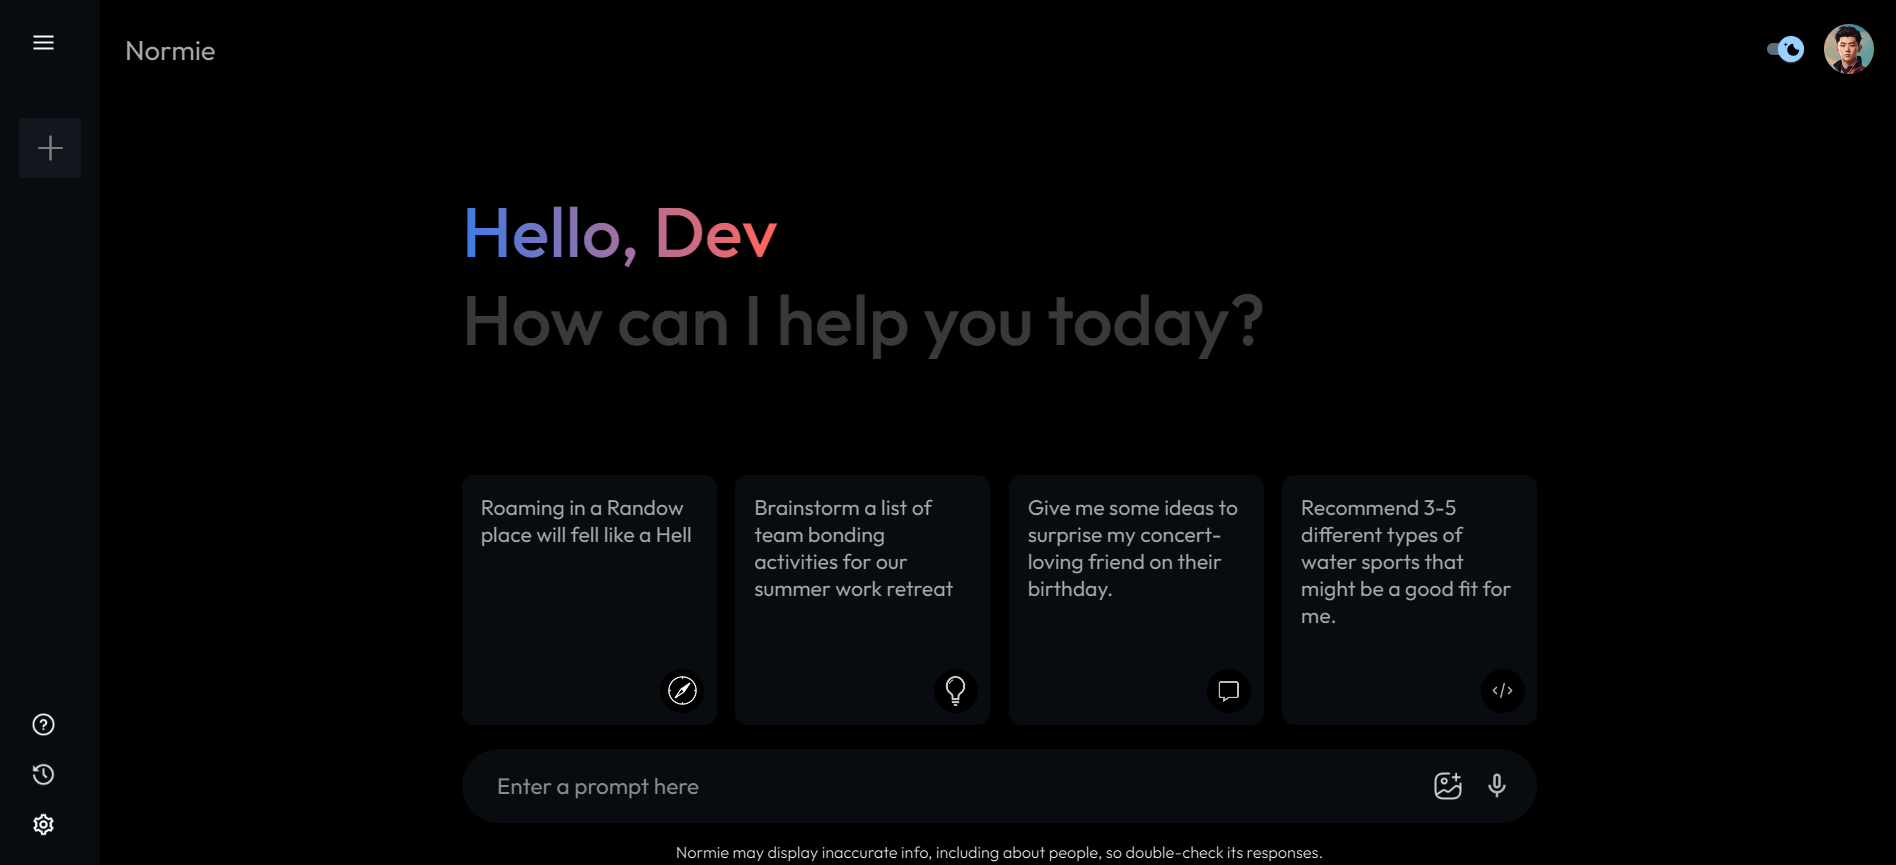 Normie
Hello, Dev
How can I help you today?
Roaming in a Randow
place will fell like a Hell
Brainstorm a list of
team bonding
activities for our
summer work retreat
Give me some ideas to
surprise my concert-
loving friend on their
birthday.
Recommend 3-5
different types of
water sports that
might be a good fit for
me.
Enter a prompt here
Normie may display inaccurate info, including about people, so double-check its responses.